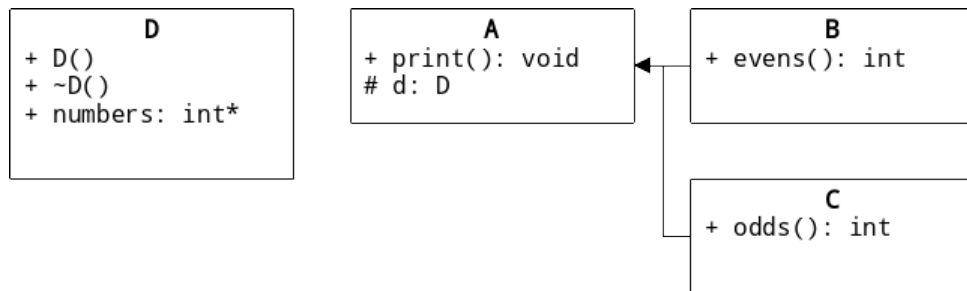 D
+ D()
+ ~D()
+ numbers: int*
A
+ print(): void
# d: D
B
+ evens(): int
C
+ odds(): int